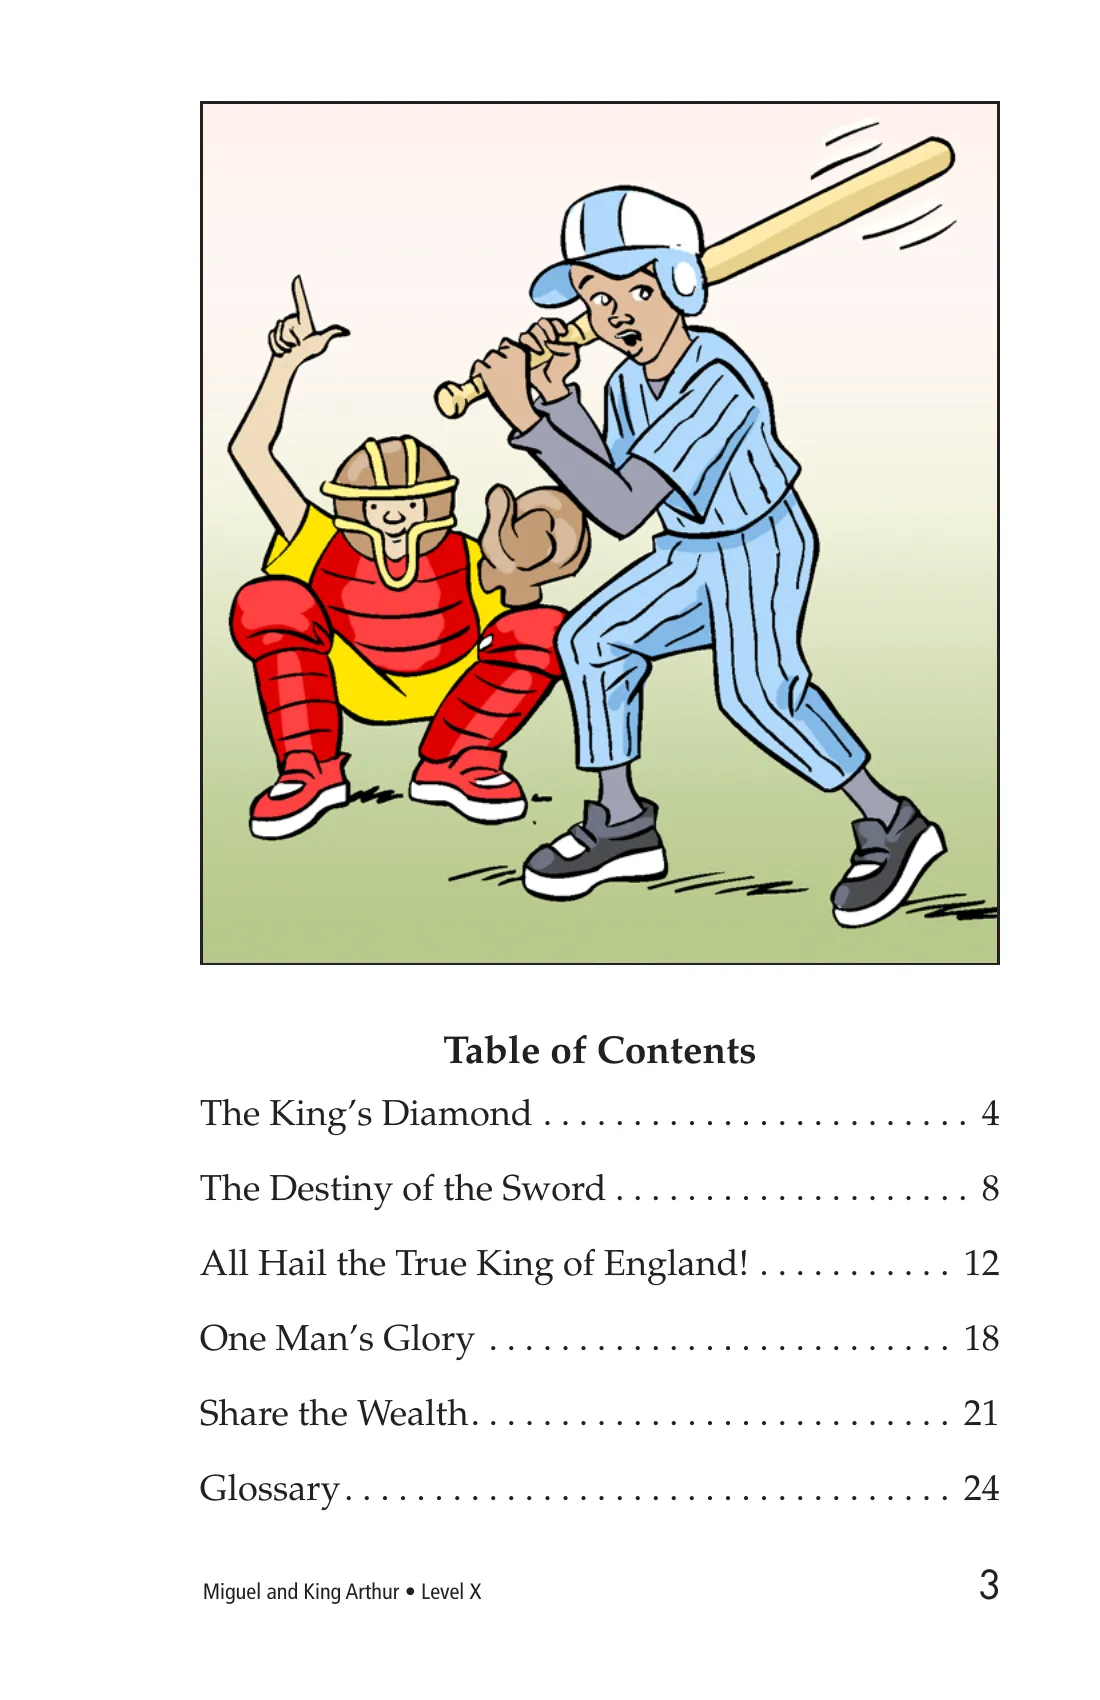 Table of Contents
The King’s Diamond . . . . . . . . . . . . . . . . . . . . . . . . 4
The Destiny of the Sword . . . . . . . . . . . . . . . . . . . . 8
All Hail the True King of England! . . . . . . . . . . . 12
One Man’s Glory . . . . . . . . . . . . . . . . . . . . . . . . . . 18
Share the Wealth. . . . . . . . . . . . . . . . . . . . . . . . . . . 21
Glossary. . . . . . . . . . . . . . . . . . . . . . . . . . . . . . . . . . 24
Miguel and King Arthur • Level X 3